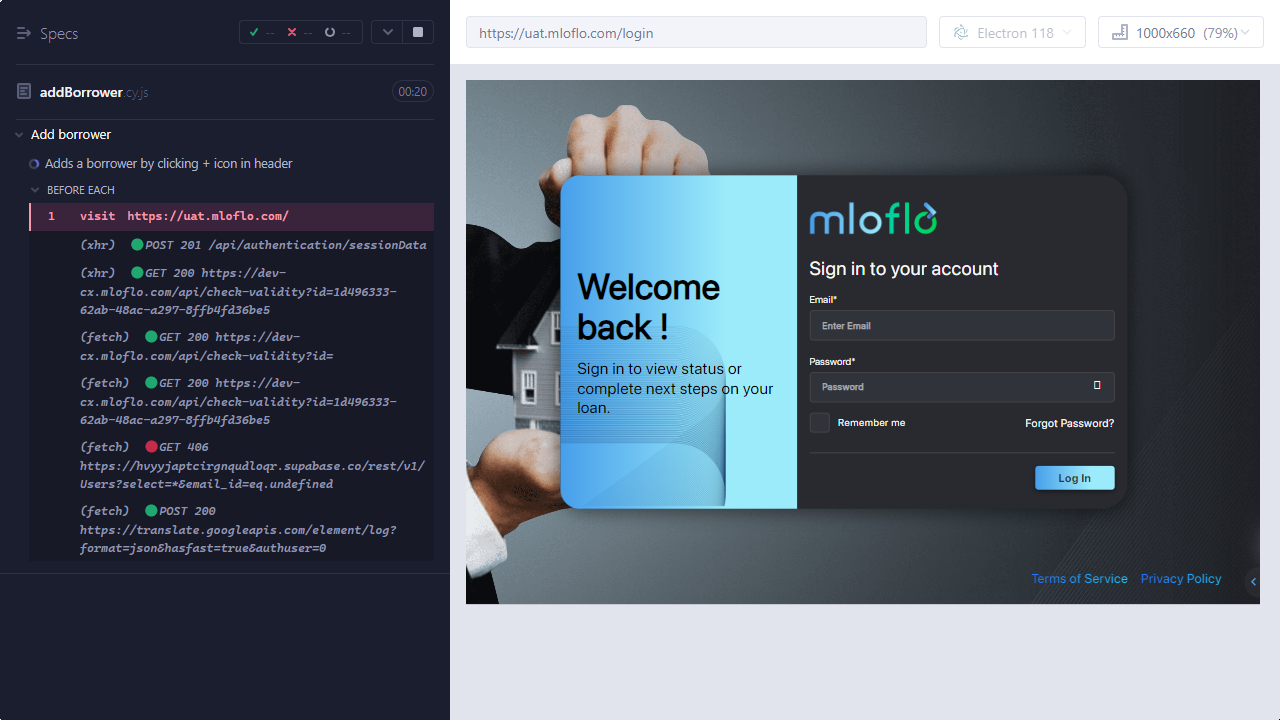 Specs
-- -- --
addBorrower.cy.js
00:20
Add borrower
Adds a borrower by clicking + icon in header
BEFORE EACH
1 visit https://uat.mloflo.com/
(xhr) POST 201 /api/authentication/sessionData
(xhr) GET 200 https://dev-
cx.mloflo.com/api/check-validity?id=1d496333-
62ab-48ac-a297-8ffb4fd36be5
(fetch) GET 200 https://dev-
cx.mloflo.com/api/check-validity?id=
(fetch) GET 200 https://dev-
cx.mloflo.com/api/check-validity?id=1d496333-
62ab-48ac-a297-8ffb4fd36be5
(fetch) GET 406
https://hvyyjaptcirgnqudloqr.supabase.co/rest/v1/
Users?select=*&email_id=eq.undefined
(fetch) POST 200
https://translate.googleapis.com/element/log?
format=json&hasfast=true&authuser=0
https://uat.mloflo.com/login
Electron 118
1000x660 (79%)
Welcome
back !
Sign in to view status or
complete next steps on your
loan.
mloflo
Sign in to your account
Email*
Enter Email
Password*
Password
Remember me
Forgot Password?
Log In
Terms of Service
Privacy Policy